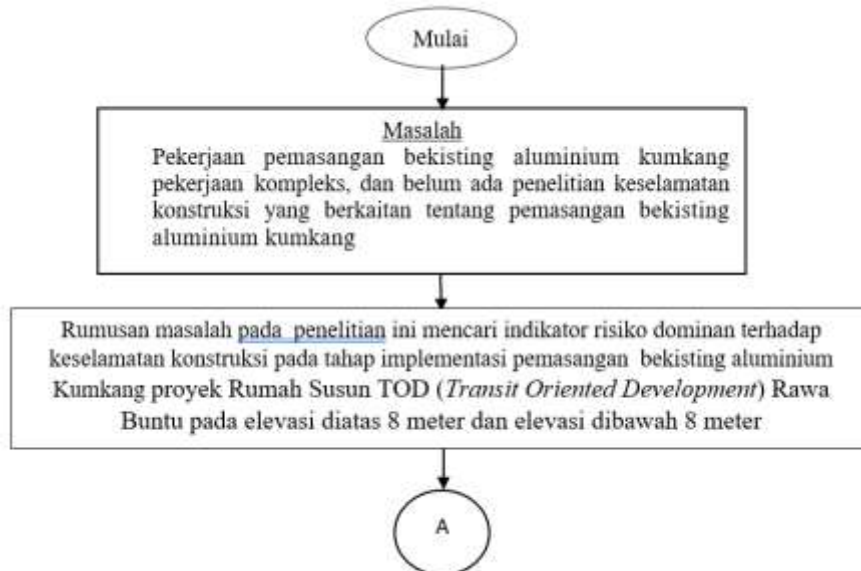 Mulai
Masalah
Pekerjaan pemasangan bekisting aluminium kumkang
pekerjaan kompleks, dan belum ada penelitian keselamatan
konstruksi yang berkaitan tentang pemasangan bekisting
aluminium kumkang
Rumusan masalah pada penelitian ini mencari indikator risiko dominan terhadap
keselamatan konstruksi pada tahap implementasi pemasangan bekisting aluminium
Kumkang proyek Rumah Susun TOD (Transit Oriented Development) Rawa
Buntu pada elevasi diatas 8 meter dan elevasi dibawah 8 meter
A